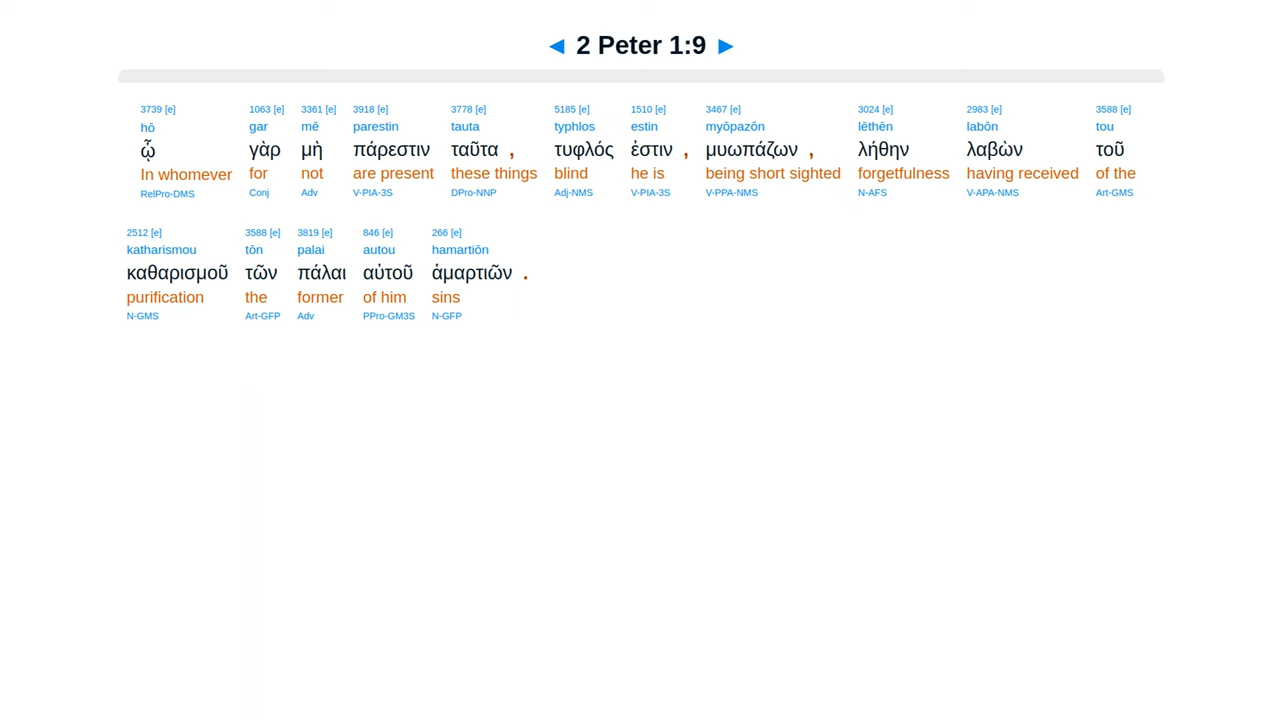 ◄ 2 Peter 1:9 ►
3739 [e] 1063 [e] 3361 [e] 3918 [e] 3778 [e] 5185 [e] 1510 [e] 3467 [e] 3024 [e] 2983 [e] 3588 [e]
hō gar mē parestin tauta typhlos estin myōpazōn lēthēn labōn tou
ᾧ γὰρ μὴ πάρεστιν ταῦτα , τυφλός ἐστιν , μυωπάζων , λήθην λαβὼν τοῦ
In whomever for not are present these things blind he is being short sighted forgetfulness having received of the
RelPro-DMS Conj Adv V-PIA-3S DPro-NNP Adj-NMS V-PIA-3S V-PPA-NMS N-AFS V-APA-NMS Art-GMS
2512 [e] 3588 [e] 3819 [e] 846 [e] 266 [e]
katharismou tōn palai autou hamartiōn
καθαρισμοῦ τῶν πάλαι αὐτοῦ ἁμαρτιῶν .
purification the former of him sins
N-GMS Art-GFP Adv PPro-GM3S N-GFP